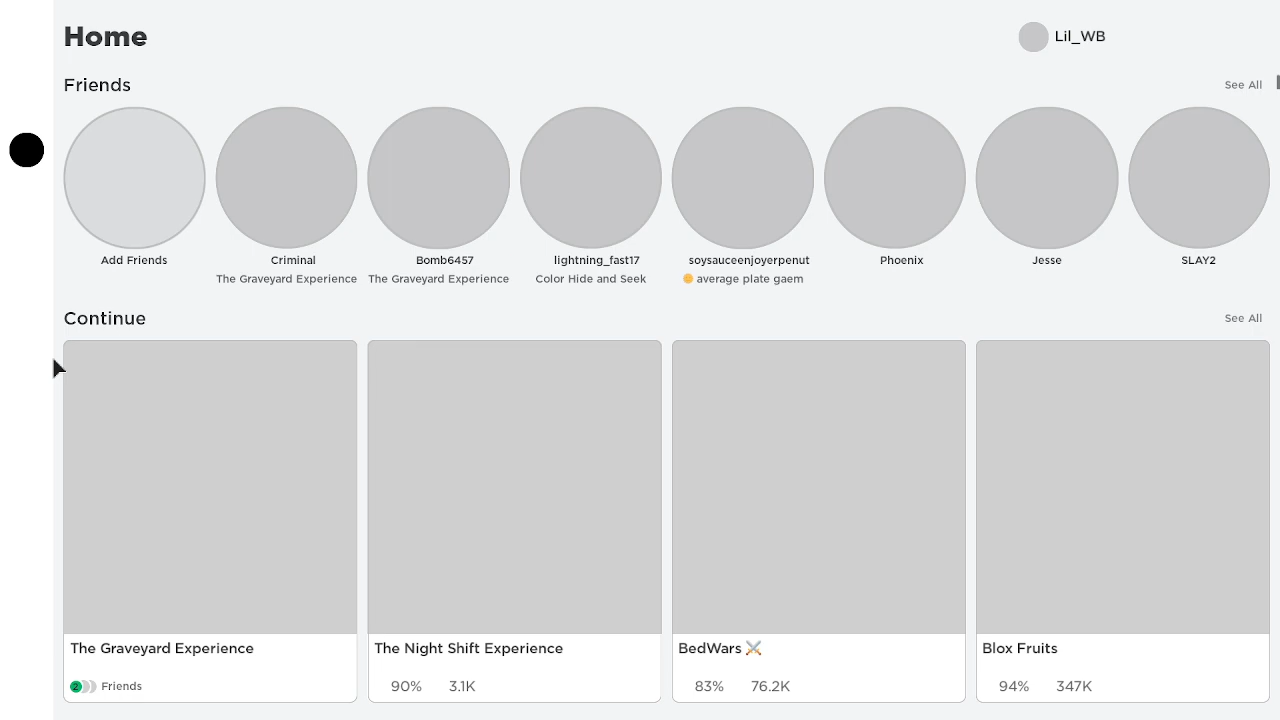 Home
Lil_WB
Friends
See All
Add Friends
Criminal
Bomb6457
lightning_fast17
soysauceenjoyerpenut
Phoenix
Jesse
SLAY2
The Graveyard Experience
The Graveyard Experience
Color Hide and Seek
average plate gaem
Continue
See All
The Graveyard Experience
The Night Shift Experience
BedWars ⚔️
Blox Fruits
2 Friends
90% 3.1K
83% 76.2K
94% 347K